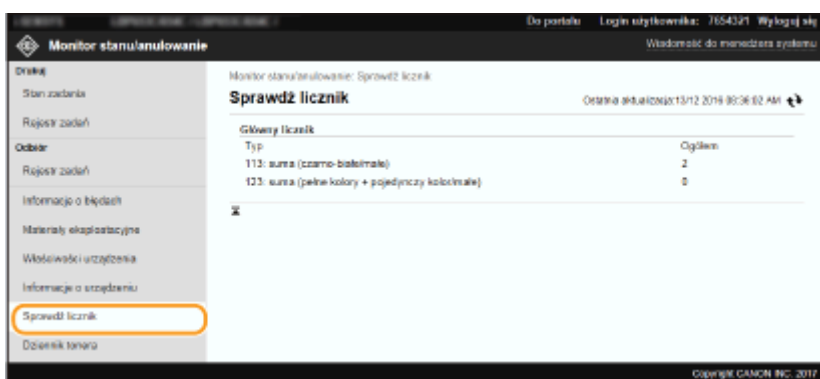 Do portalu Login użytkownika: 7654321 Wyloguj się
Monitor stanu/anulowanie
Wiadomość do menedżera systemu
Drukuj
Stan zadania
Rejestr zadań
Odbiór
Rejestr zadań
Informacje o błędach
Materiały eksploatacyjne
Właściwości urządzenia
Informacje o urządzeniu
Sprawdź licznik
Dziennik tonera
Monitor stanu/anulowanie: Sprawdź licznik
Sprawdź licznik
Ostatnia aktualizacja:13/12 2016 08:36:02 AM
Główny licznik
Typ Ogółem
113: suma (czarno-białe/małe) 2
123: suma (pełne kolory + pojedynczy kolor/małe) 0
Copyright CANON INC. 2017